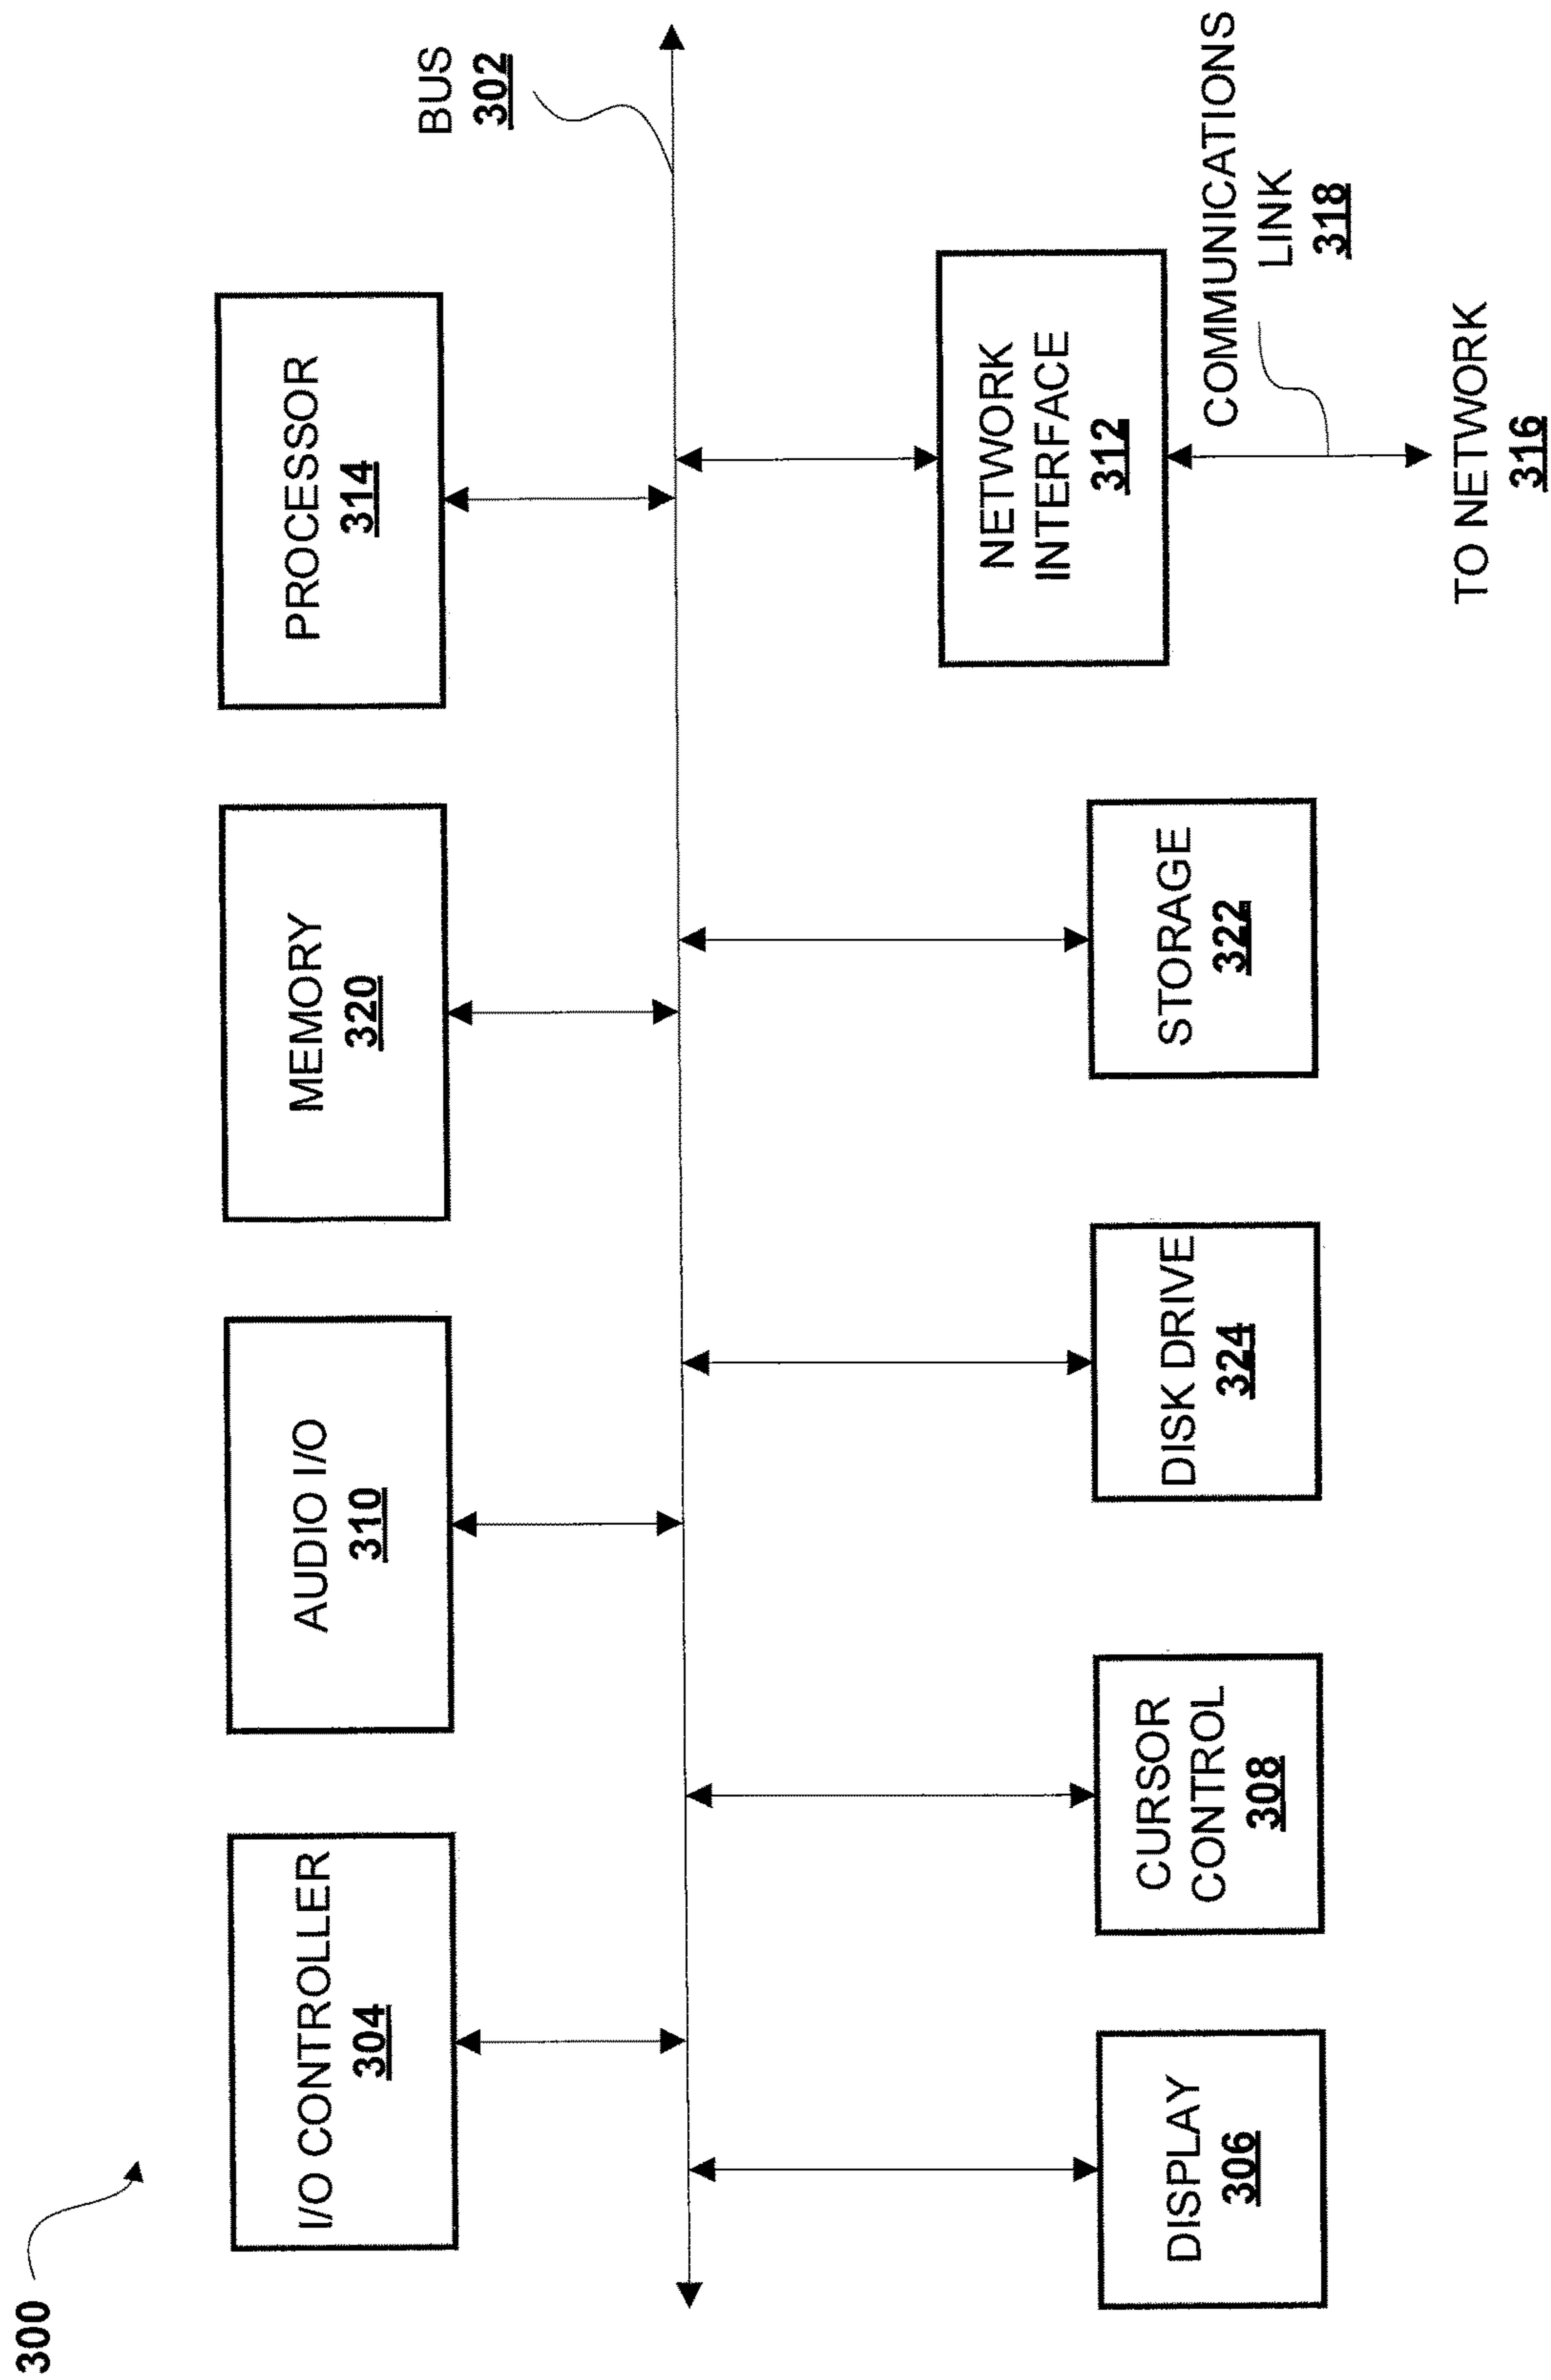 300
I/O CONTROLLER
304
AUDIO I/O
310
MEMORY
320
PROCESSOR
314
BUS
302
DISPLAY
306
CURSOR
CONTROL
308
DISK DRIVE
324
STORAGE
322
NETWORK
INTERFACE
312
COMMUNICATIONS
LINK
318
TO NETWORK
316